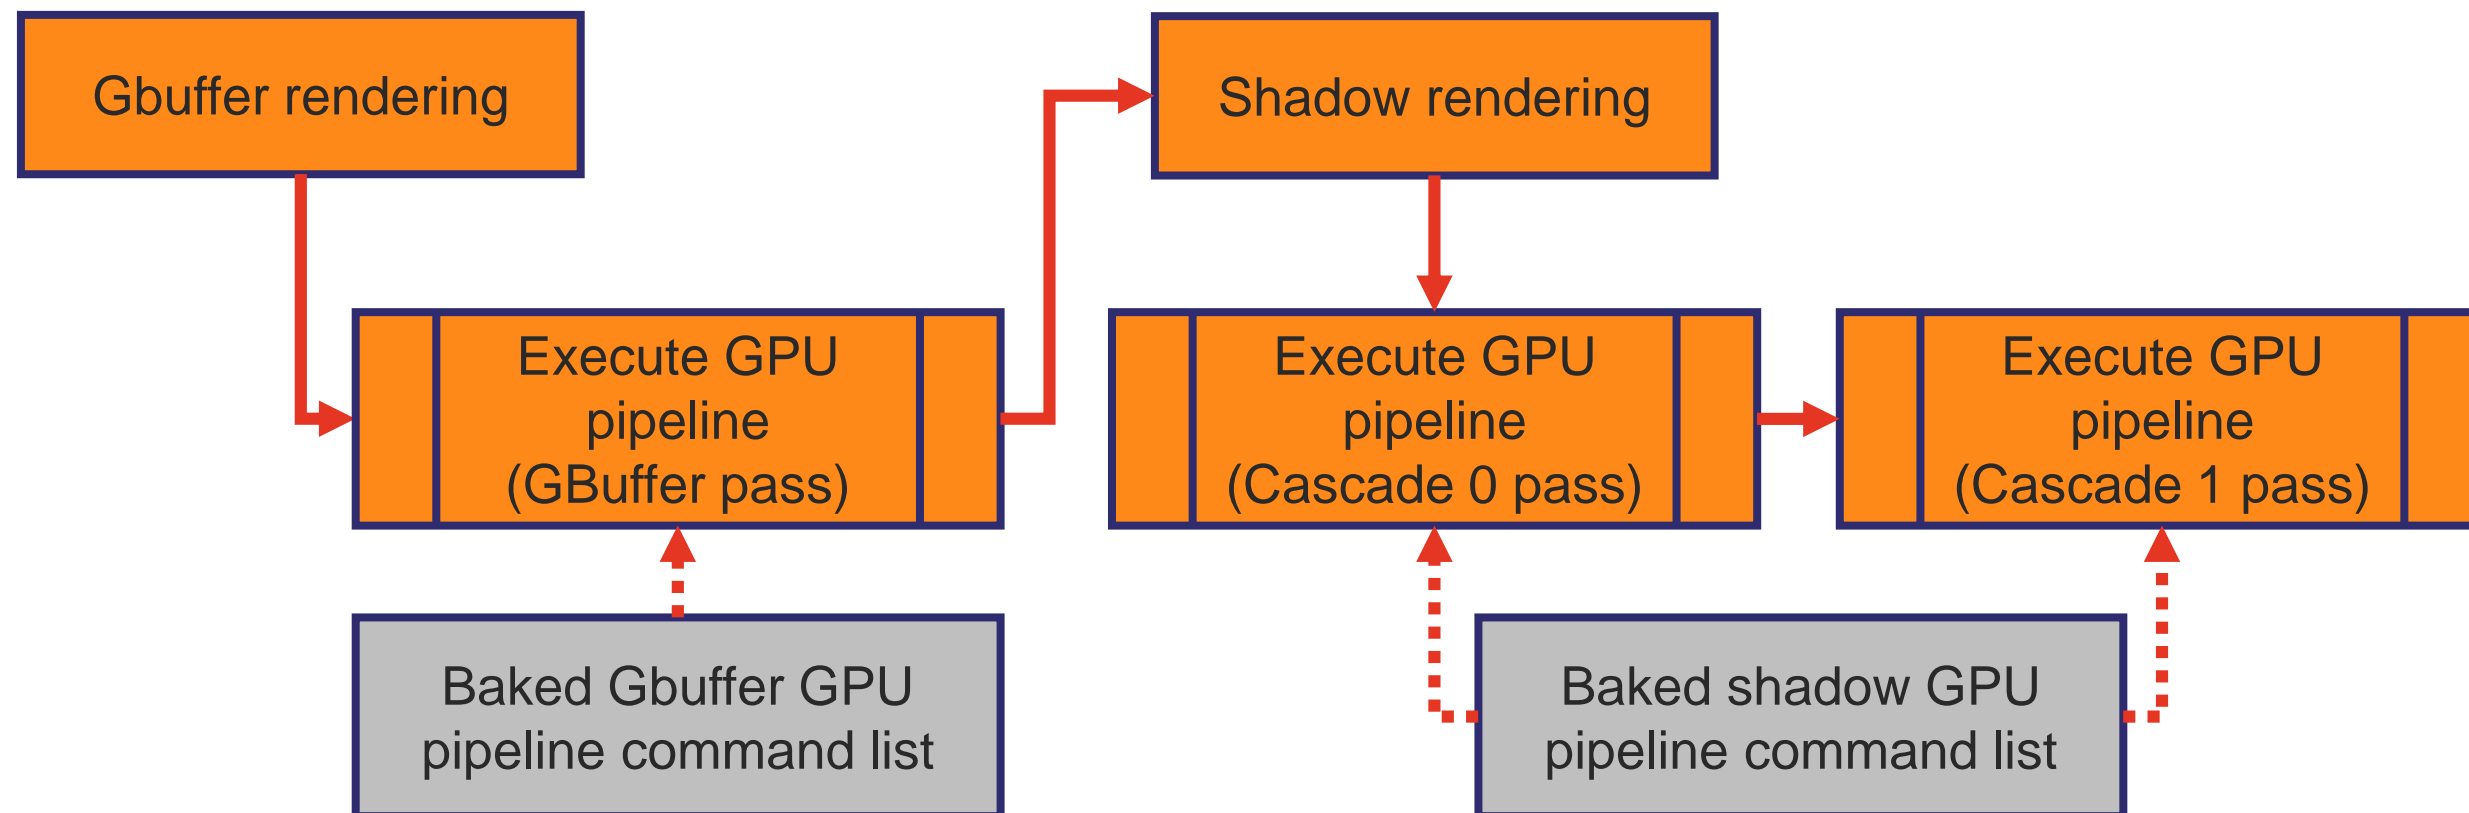 Gbuffer rendering
Shadow rendering
Execute GPU
pipeline
(GBuffer pass)
Execute GPU
pipeline
(Cascade 0 pass)
Execute GPU
pipeline
(Cascade 1 pass)
Baked Gbuffer GPU
pipeline command list
Baked shadow GPU
pipeline command list